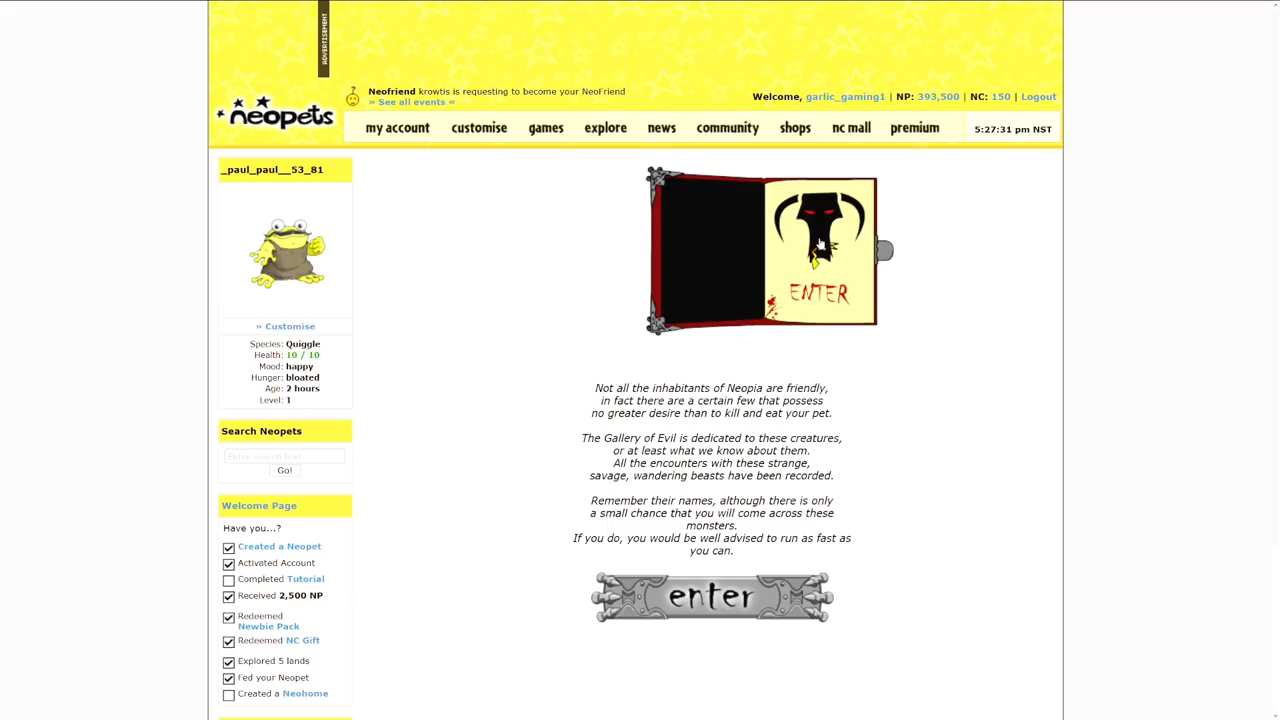 ADVERTISEMENT
Neofriend krowtis is requesting to become your NeoFriend
» See all events «
Welcome, garlic_gaming1 | NP: 393,500 | NC: 150 | Logout
neopets
my account customise games explore news community shops nc mall premium 5:27:31 pm NST
_paul_paul__53_81
» Customise
Species: Quiggle
Health: 10 / 10
Mood: happy
Hunger: bloated
Age: 2 hours
Level: 1
Search Neopets
Enter search text...
Go!
Welcome Page
Have you...?
Created a Neopet
Activated Account
Completed Tutorial
Received 2,500 NP
Redeemed
Newbie Pack
Redeemed NC Gift
Explored 5 lands
Fed your Neopet
Created a Neohome
ENTER
Not all the inhabitants of Neopia are friendly,
in fact there are a certain few that possess
no greater desire than to kill and eat your pet.
The Gallery of Evil is dedicated to these creatures,
or at least what we know about them.
All the encounters with these strange,
savage, wandering beasts have been recorded.
Remember their names, although there is only
a small chance that you will come across these
monsters.
If you do, you would be well advised to run as fast as
you can.
enter